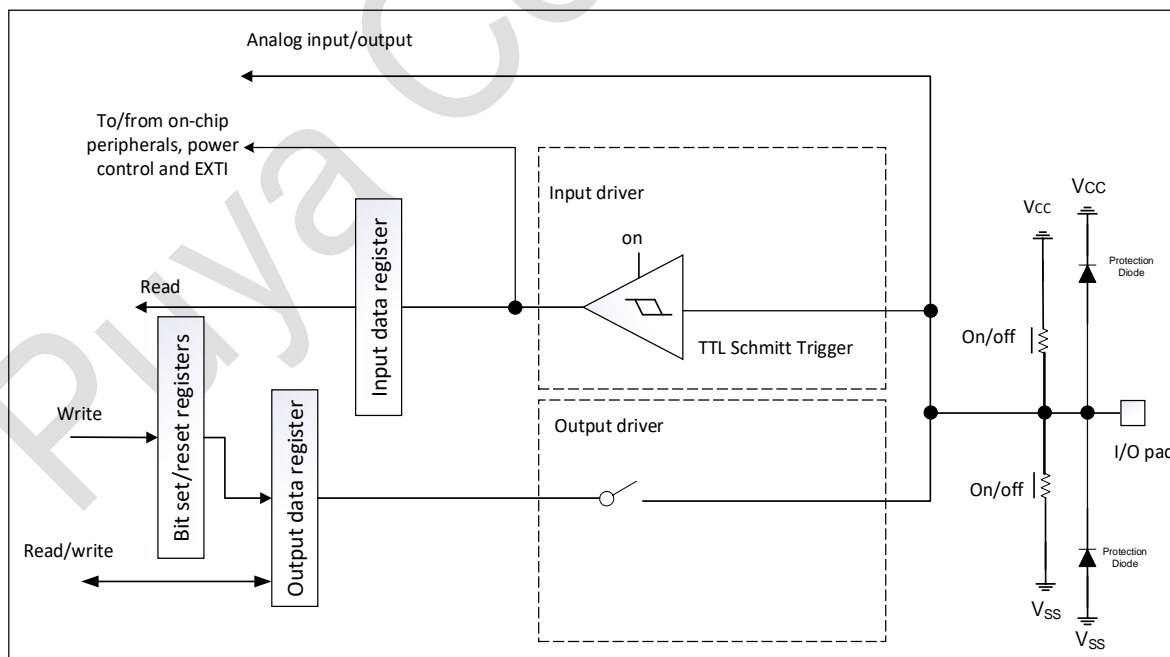 Puya Co
Analog input/output
To/from on-chip
peripherals, power
control and EXTI
Input driver
on
TTL Schmitt Trigger
Input data register
Read
Bit set/reset registers
Write
Output data register
Read/write
Output driver
VCC
VCC
Protection
Diode
On/off
On/off
I/O pad
Protection
Diode
VSS
VSS